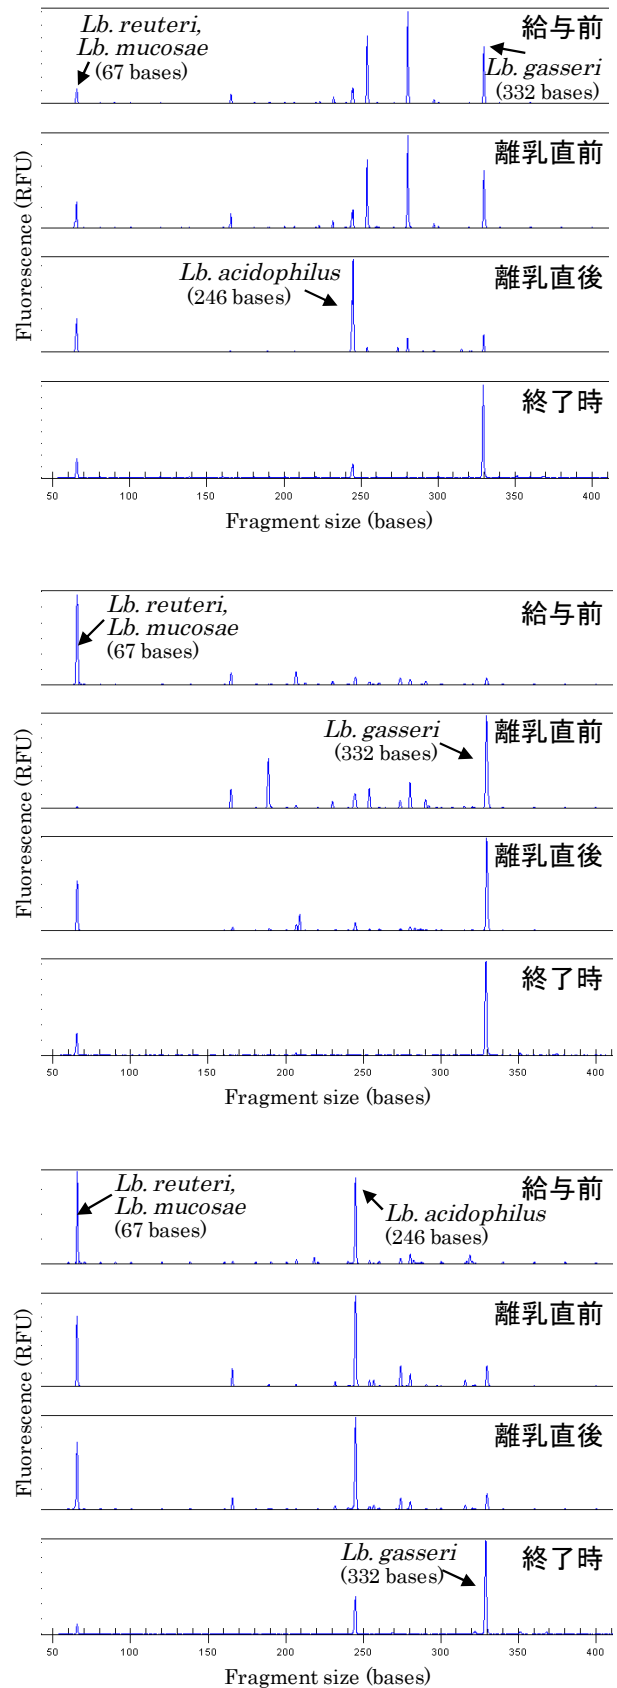 Lb. reuteri,
Lb. mucosae
(67 bases)
給与前
Lb. gasseri
(332 bases)
離乳直前
Lb. acidophilus
(246 bases)
離乳直後
終了時
Fluorescence (RFU)
50 100 150 200 250 300 350 400
Fragment size (bases)
Lb. reuteri,
Lb. mucosae
(67 bases)
給与前
Lb. gasseri
(332 bases)
離乳直前
離乳直後
終了時
Fluorescence (RFU)
50 100 150 200 250 300 350 400
Fragment size (bases)
Lb. reuteri,
Lb. mucosae
(67 bases)
給与前
Lb. acidophilus
(246 bases)
離乳直前
離乳直後
Lb. gasseri
(332 bases)
終了時
Fluorescence (RFU)
50 100 150 200 250 300 350 400
Fragment size (bases)